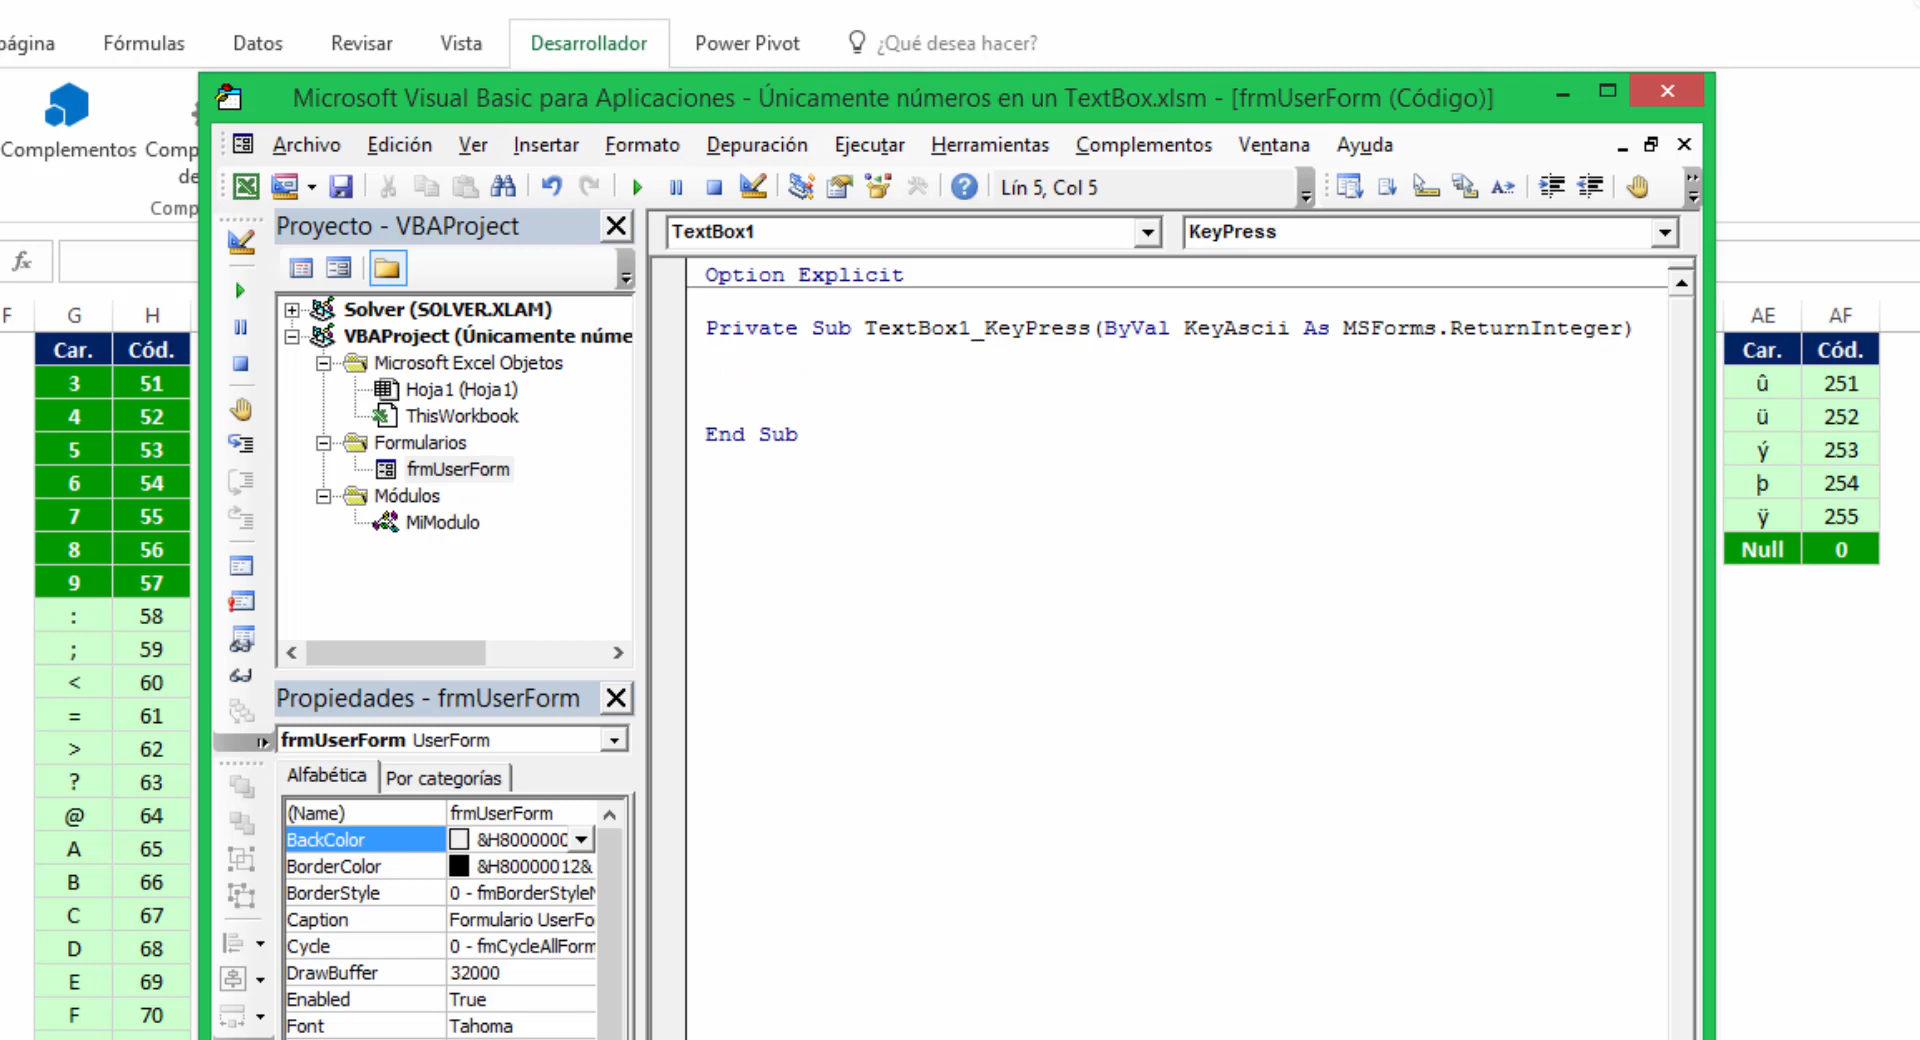 página Fórmulas Datos Revisar Vista Desarrollador Power Pivot ¿Qué desea hacer?
Complementos Comp
de
Comp
Microsoft Visual Basic para Aplicaciones - Únicamente números en un TextBox.xlsm - [frmUserForm (Código)]
Archivo Edición Ver Insertar Formato Depuración Ejecutar Herramientas Complementos Ventana Ayuda
Lín 5, Col 5
Proyecto - VBAProject
TextBox1 KeyPress
fx
Solver (SOLVER.XLAM)
VBAProject (Únicamente núme
Microsoft Excel Objetos
Hoja1 (Hoja1)
ThisWorkbook
Formularios
frmUserForm
Módulos
MiModulo
Propiedades - frmUserForm
frmUserForm UserForm
Alfabética Por categorías
(Name) frmUserForm
BackColor &H8000000
BorderColor &H80000012&
BorderStyle 0 - fmBorderStyleN
Caption Formulario UserFo
Cycle 0 - fmCycleAllForm
DrawBuffer 32000
Enabled True
Font Tahoma
Option Explicit
Private Sub TextBox1_KeyPress(ByVal KeyAscii As MSForms.ReturnInteger)
End Sub
F G H
Car. Cód.
3 51
4 52
5 53
6 54
7 55
8 56
9 57
: 58
; 59
< 60
= 61
> 62
? 63
@ 64
A 65
B 66
C 67
D 68
E 69
F 70
AE AF
Car. Cód.
û 251
ü 252
ý 253
þ 254
ÿ 255
Null 0